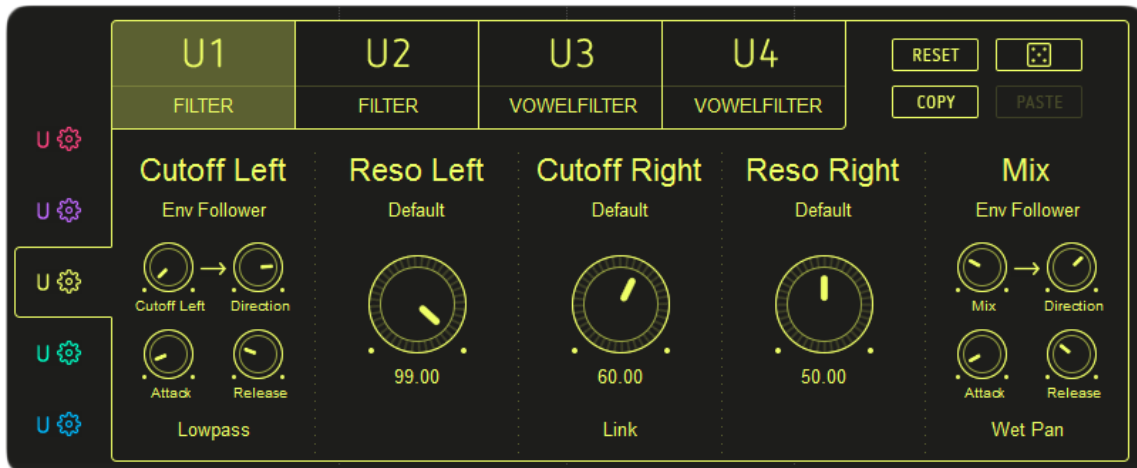 U1 U2 U3 U4
RESET
FILTER FILTER VOWELFILTER VOWELFILTER
COPY PASTE
U
U
U
U
U
Cutoff Left Reso Left Cutoff Right Reso Right Mix
Env Follower Default Default Default Env Follower
Cutoff Left Direction Mix Direction
Attack Release Attack Release
99.00 60.00 50.00
Lowpass Link Wet Pan